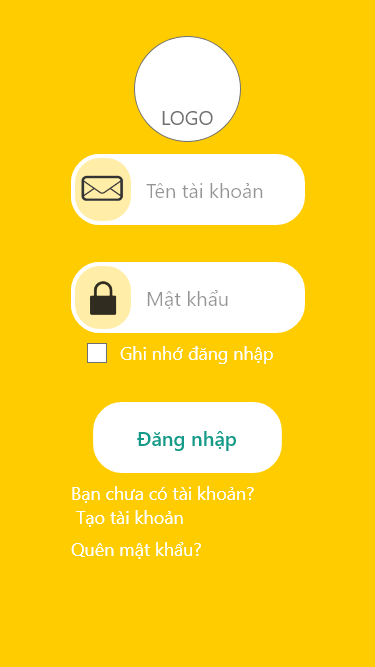 LOGO
Tên tài khoản
Mật khẩu
Ghi nhớ đăng nhập
Đăng nhập
Bạn chưa có tài khoản?
Tạo tài khoản
Quên mật khẩu?